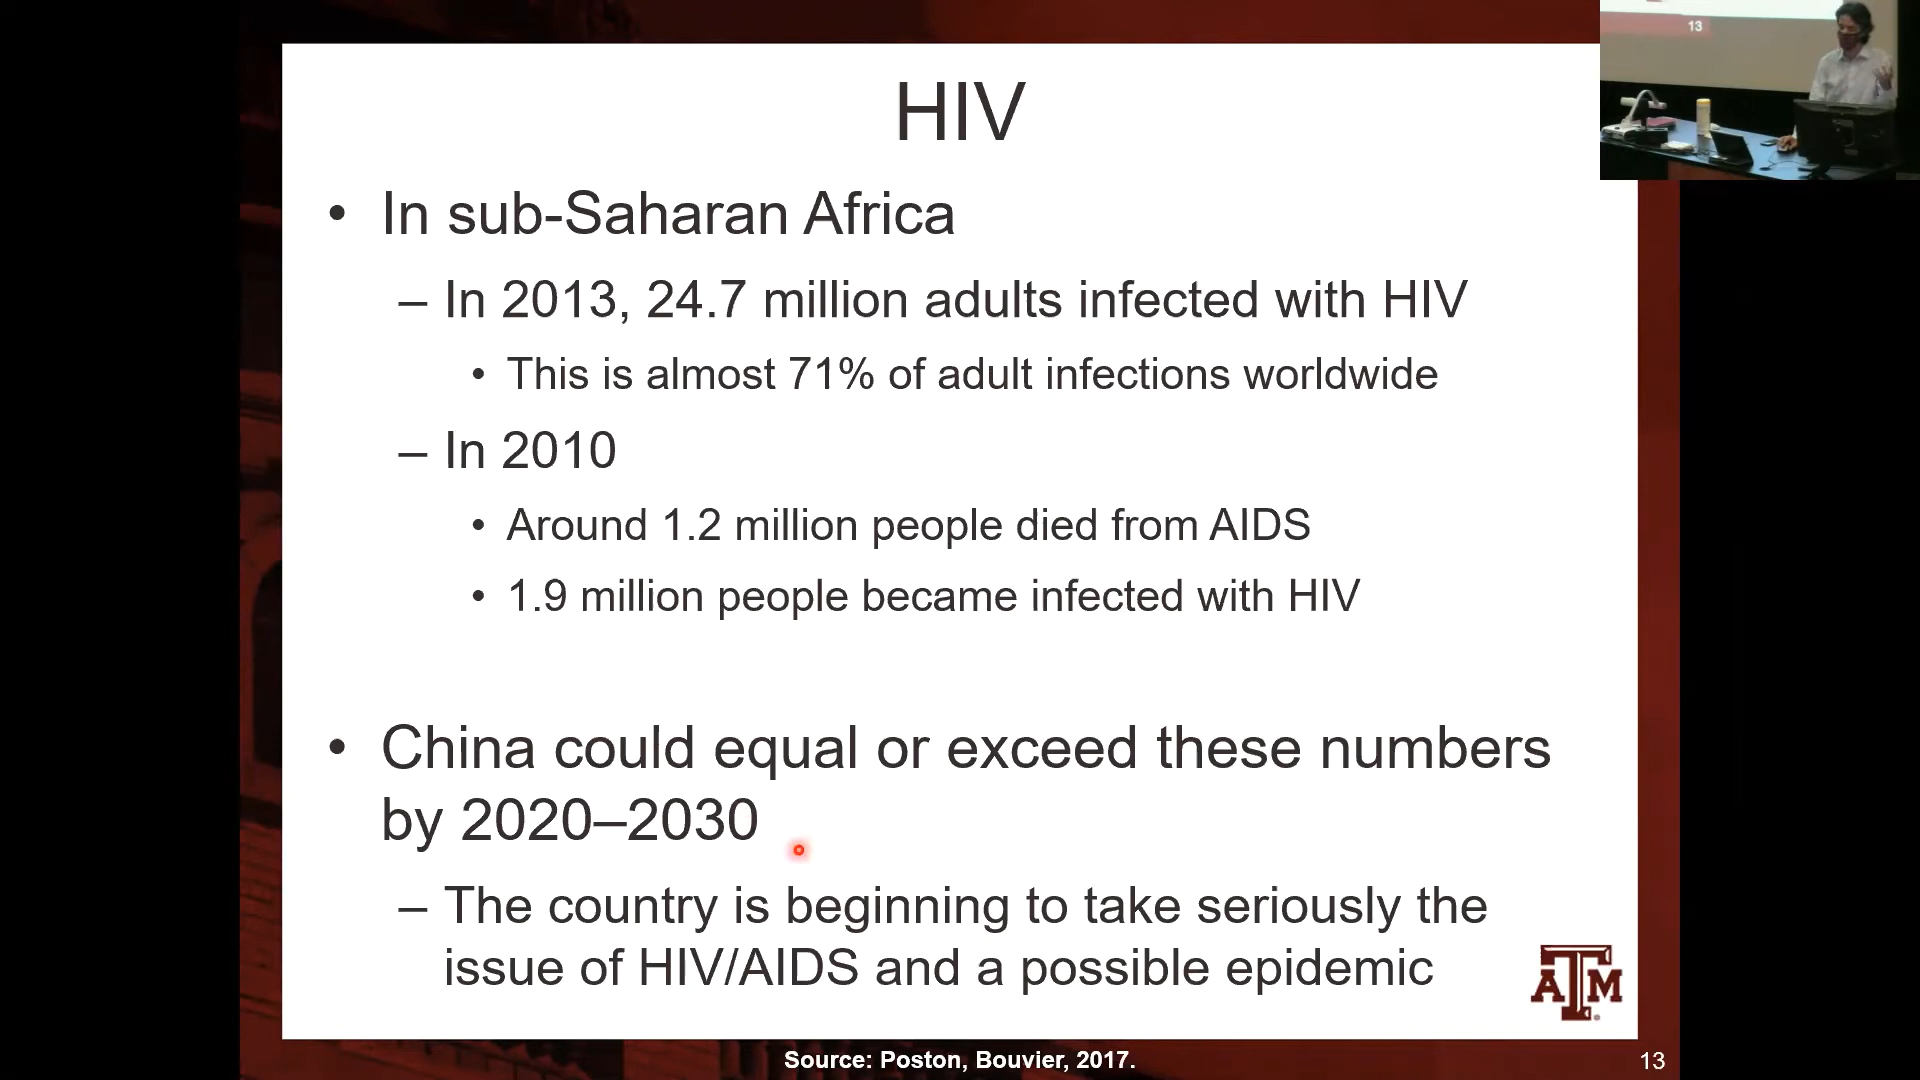 13
HIV
• In sub-Saharan Africa
– In 2013, 24.7 million adults infected with HIV
• This is almost 71% of adult infections worldwide
– In 2010
• Around 1.2 million people died from AIDS
• 1.9 million people became infected with HIV
• China could equal or exceed these numbers
by 2020–2030
– The country is beginning to take seriously the
issue of HIV/AIDS and a possible epidemic
ATM
Source: Poston, Bouvier, 2017.
13